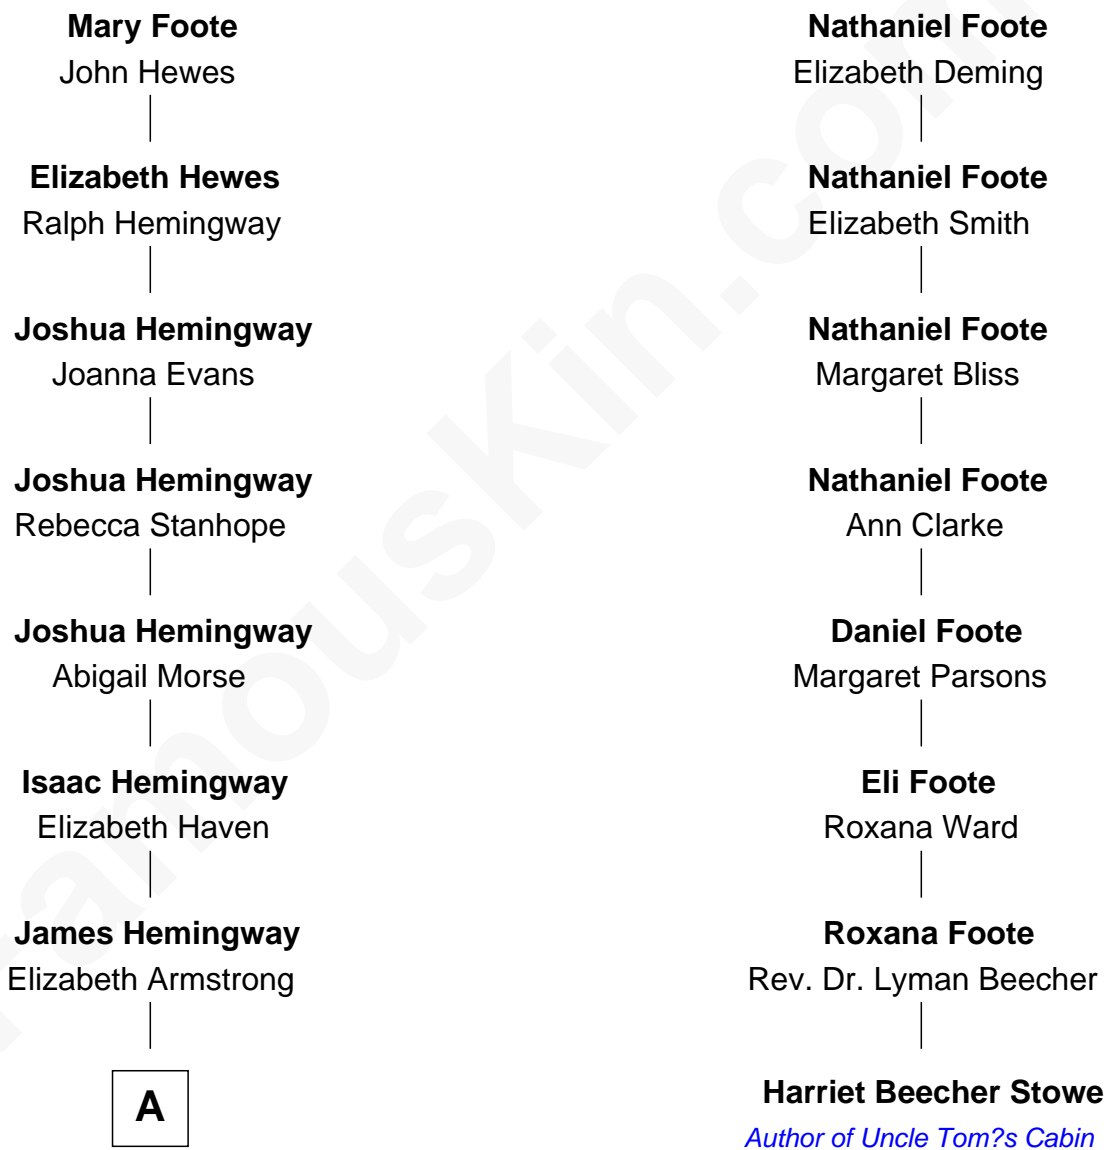 Mary Foote
John Hewes
Elizabeth Hewes
Ralph Hemingway
Joshua Hemingway
Joanna Evans
Joshua Hemingway
Rebecca Stanhope
Joshua Hemingway
Abigail Morse
Isaac Hemingway
Elizabeth Haven
James Hemingway
Elizabeth Armstrong
A
Nathaniel Foote
Elizabeth Deming
Nathaniel Foote
Elizabeth Smith
Nathaniel Foote
Margaret Bliss
Nathaniel Foote
Ann Clarke
Daniel Foote
Margaret Parsons
Eli Foote
Roxana Ward
Roxana Foote
Rev. Dr. Lyman Beecher
Harriet Beecher Stowe
Author of Uncle Tom?s Cabin
FamousKin.com